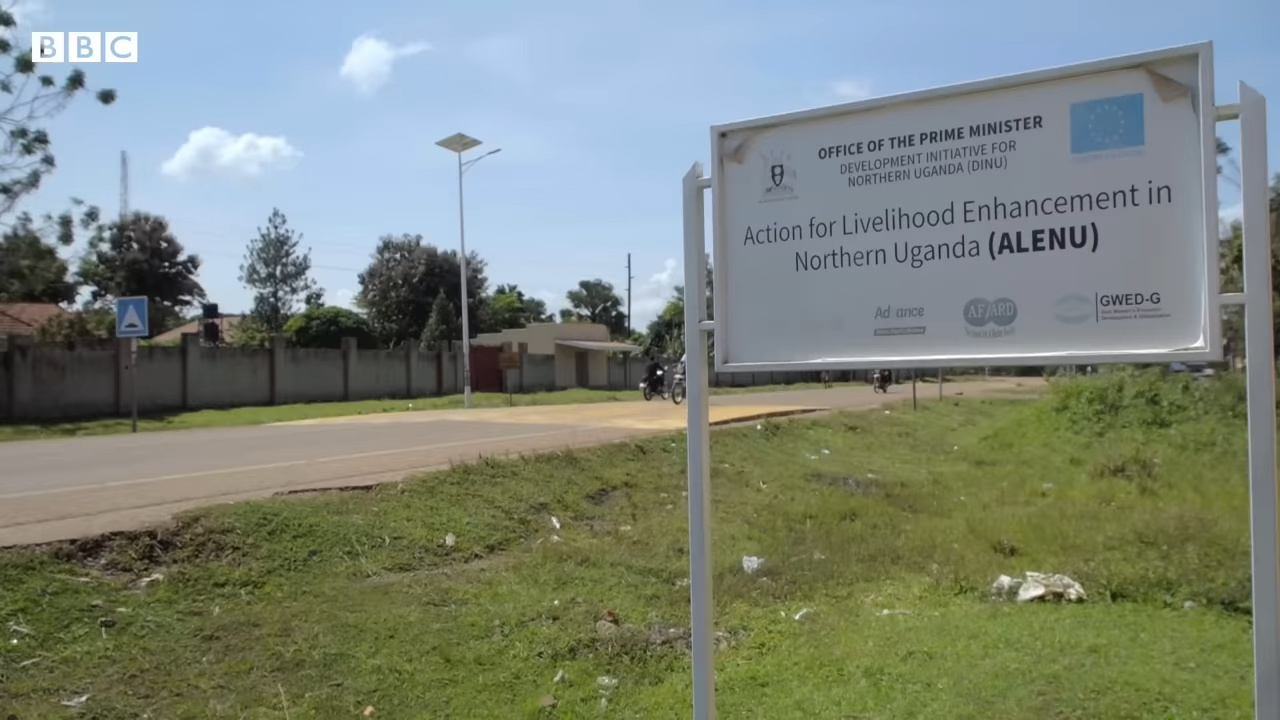 BBC
OFFICE OF THE PRIME MINISTER
DEVELOPMENT INITIATIVE FOR
NORTHERN UGANDA (DINU)
Action for Livelihood Enhancement in
Northern Uganda (ALENU)
AFARD
GWED-G